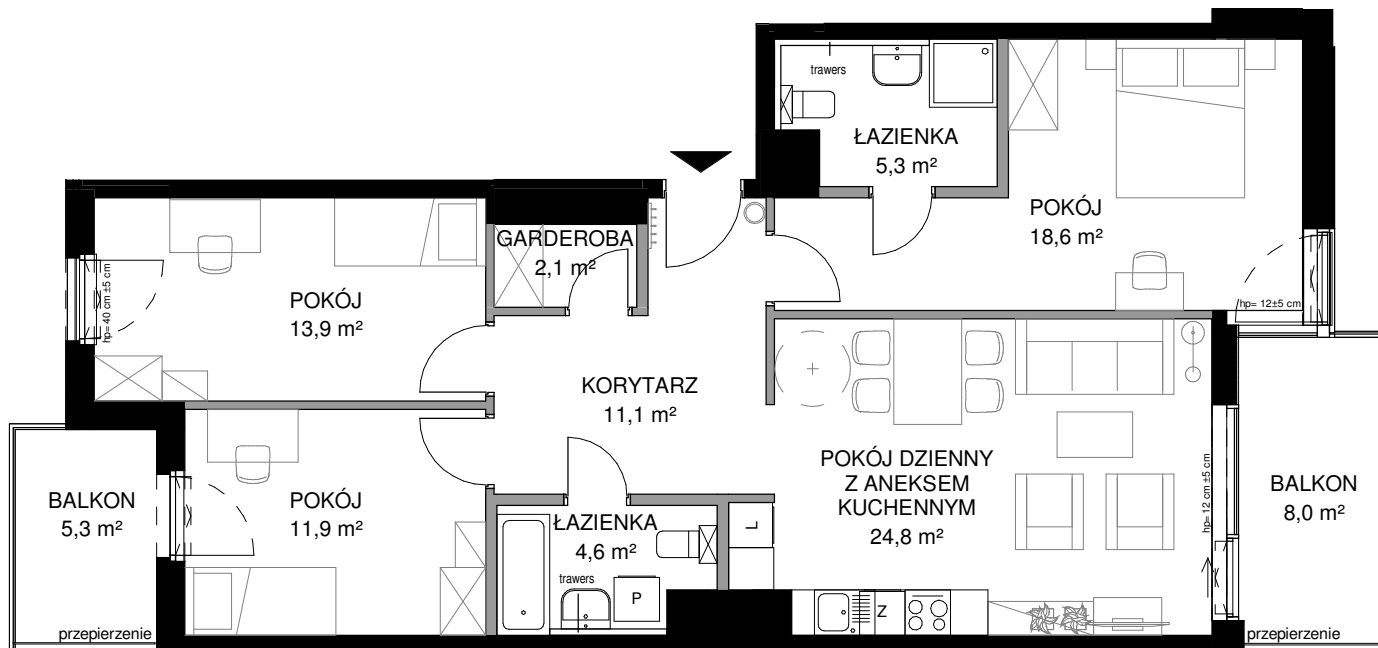 trawers
ŁAZIENKA
5,3 m²
POKÓJ
18,6 m²
hp= 12±5 cm
GARDEROBA
2,1 m²
POKÓJ
13,9 m²
hp= 40 cm ±5 cm
KORYTARZ
11,1 m²
POKÓJ DZIENNY
Z ANEKSEM
KUCHENNYM
24,8 m²
hp= 12 cm ±5 cm
BALKON
8,0 m²
przepierzenie
BALKON
5,3 m²
przepierzenie
POKÓJ
11,9 m²
ŁAZIENKA
4,6 m²
trawers
P
L
Z